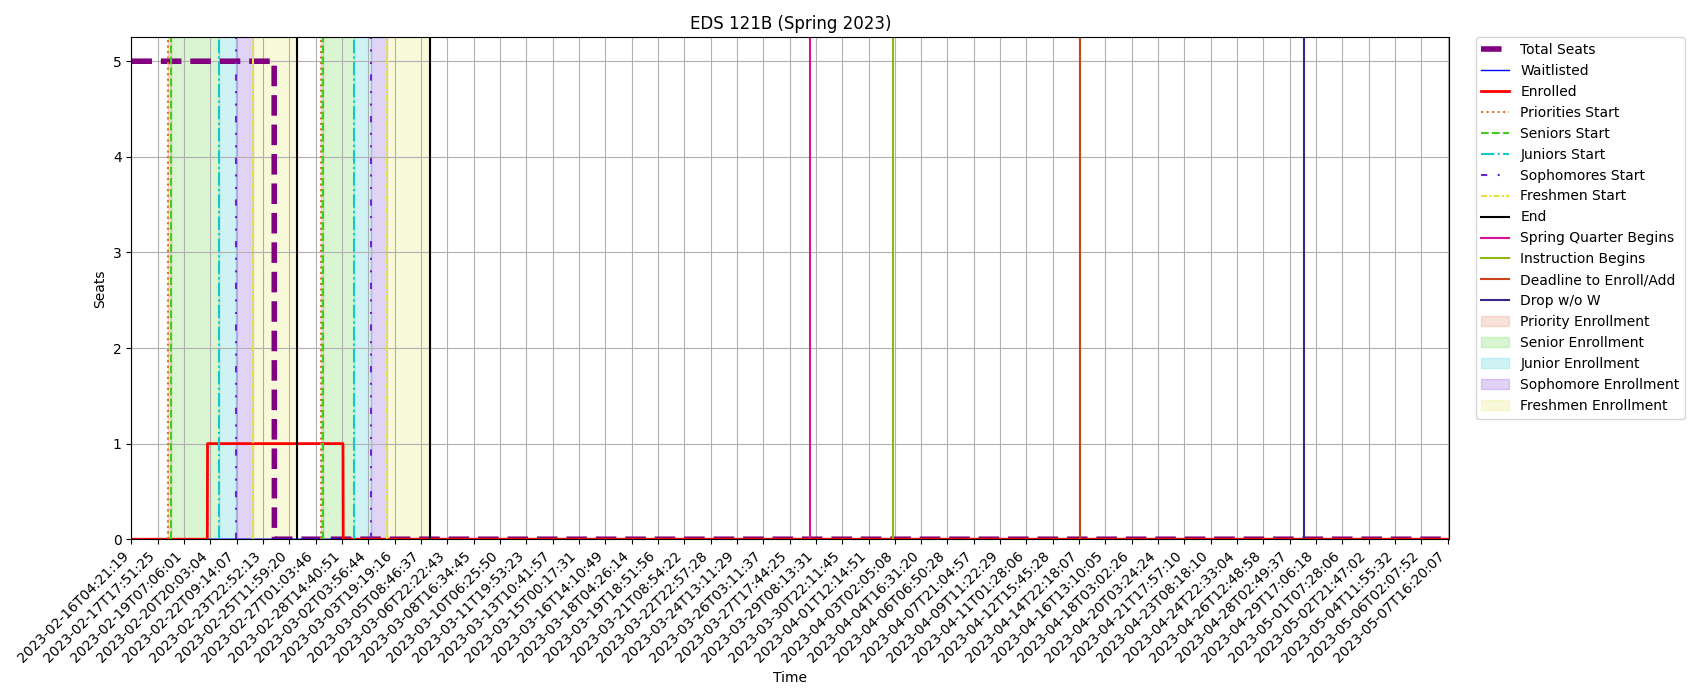 EDS 121B (Spring 2023)
Seats
5
4
3
2
1
0
2023-02-16T04:21:19
2023-02-17T17:51:25
2023-02-19T07:06:01
2023-02-20T20:03:04
2023-02-22T09:14:07
2023-02-23T22:52:13
2023-02-25T11:59:20
2023-02-27T01:03:46
2023-02-28T14:40:51
2023-03-02T03:56:44
2023-03-03T19:19:16
2023-03-05T08:46:37
2023-03-06T22:22:43
2023-03-08T16:34:45
2023-03-10T06:25:50
2023-03-11T19:53:23
2023-03-13T10:41:57
2023-03-15T00:17:31
2023-03-16T14:10:49
2023-03-18T04:26:14
2023-03-19T18:51:56
2023-03-21T08:54:22
2023-03-22T22:57:28
2023-03-24T13:11:29
2023-03-26T03:11:37
2023-03-27T17:44:25
2023-03-29T08:13:31
2023-03-30T22:11:45
2023-04-01T12:14:51
2023-04-03T02:05:08
2023-04-04T16:31:20
2023-04-06T06:50:28
2023-04-07T21:04:57
2023-04-09T11:22:29
2023-04-11T01:28:06
2023-04-12T15:45:28
2023-04-14T22:18:07
2023-04-16T13:10:05
2023-04-18T03:02:26
2023-04-20T03:24:24
2023-04-21T17:57:10
2023-04-23T08:18:10
2023-04-24T22:33:04
2023-04-26T12:48:58
2023-04-28T02:49:37
2023-04-29T17:06:18
2023-05-01T07:28:06
2023-05-02T21:47:02
2023-05-04T11:55:32
2023-05-06T02:07:52
2023-05-07T16:20:07
Time
Total Seats
Waitlisted
Enrolled
Priorities Start
Seniors Start
Juniors Start
Sophomores Start
Freshmen Start
End
Spring Quarter Begins
Instruction Begins
Deadline to Enroll/Add
Drop w/o W
Priority Enrollment
Senior Enrollment
Junior Enrollment
Sophomore Enrollment
Freshmen Enrollment